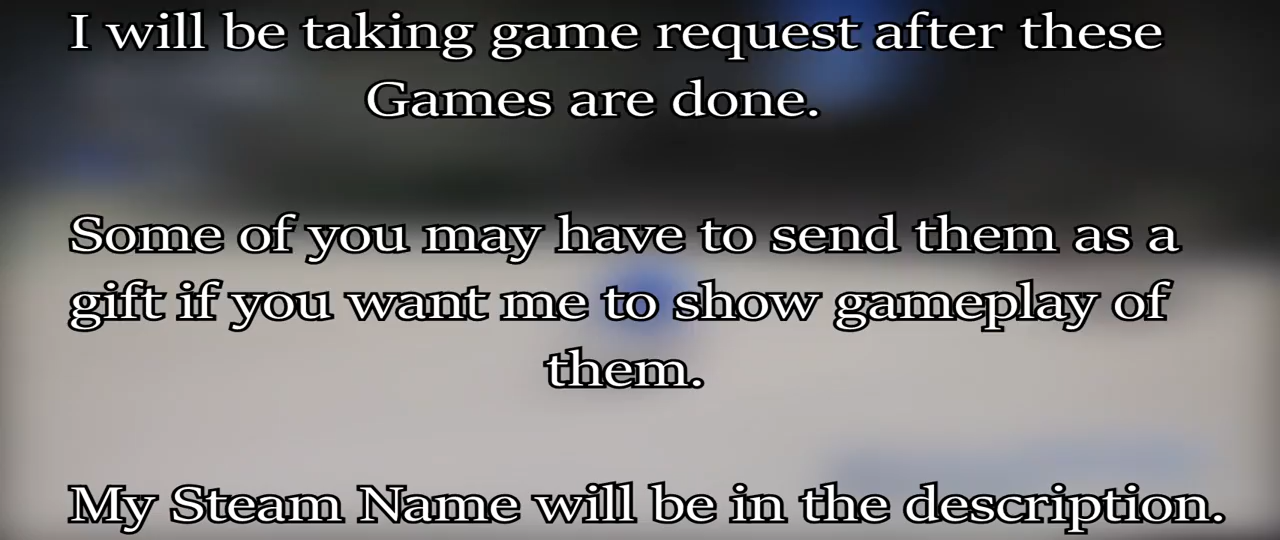 I will be taking game request after these
Games are done.
Some of you may have to send them as a
gift if you want me to show gameplay of
them.
My Steam Name will be in the description.